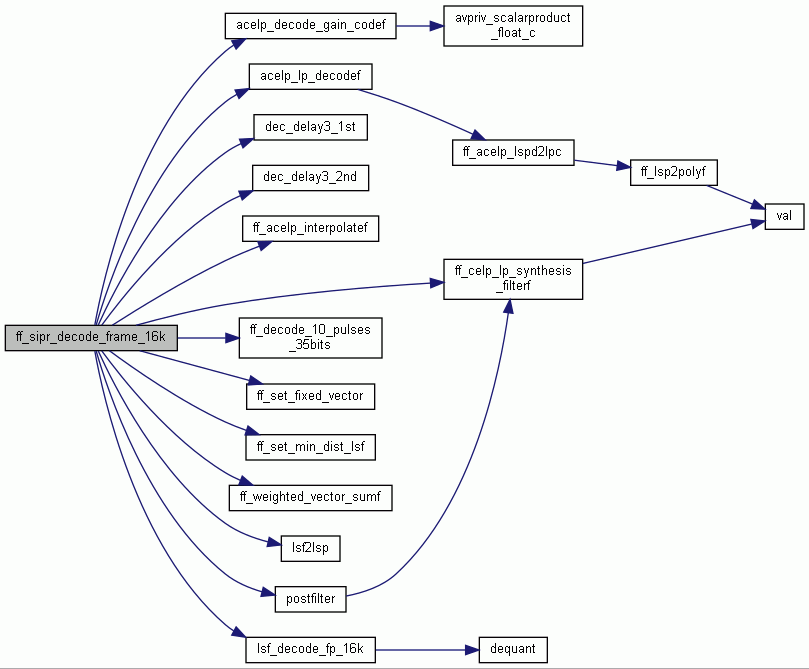 acelp_decode_gain_codef
avpriv_scalarproduct
_float_c
acelp_lp_decodef
dec_delay3_1st
ff_acelp_lspd2lpc
ff_lsp2polyf
dec_delay3_2nd
val
ff_acelp_interpolatef
ff_celp_lp_synthesis
_filterf
ff_sipr_decode_frame_16k
ff_decode_10_pulses
_35bits
ff_set_fixed_vector
ff_set_min_dist_lsf
ff_weighted_vector_sumf
lsf2lsp
postfilter
lsf_decode_fp_16k
dequant